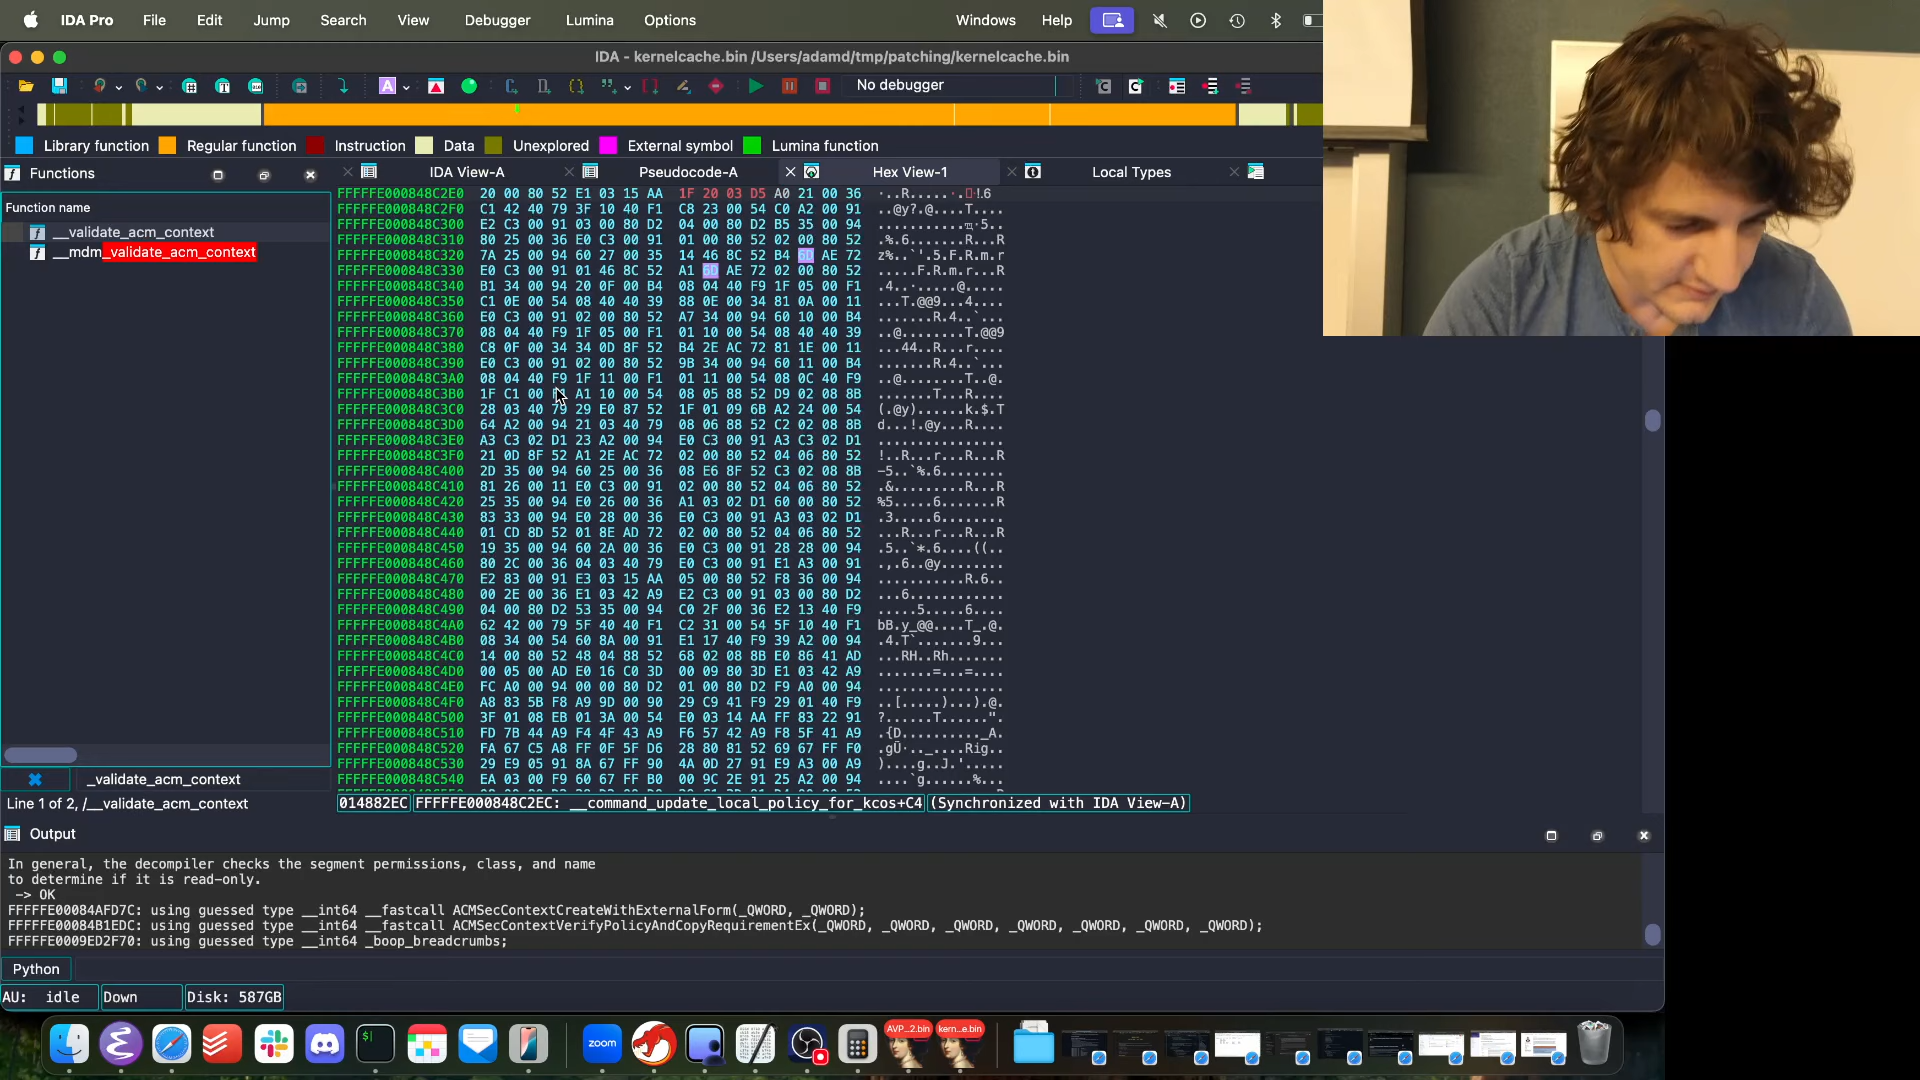 IDA Pro File Edit Jump Search View Debugger Lumina Options Windows Help
IDA - kernelcache.bin /Users/adamd/tmp/patching/kernelcache.bin
No debugger
Library function Regular function Instruction Data Unexplored External symbol Lumina function
Functions
IDA View-A Pseudocode-A Hex View-1 Local Types
Function name
__validate_acm_context
__mdm_validate_acm_context
FFFFFE000848C2E0 20 00 80 52 E1 03 15 AA 1F 20 03 D5 A0 21 00 36
FFFFFE000848C2F0 C1 42 40 79 3F 10 40 F1 C8 23 00 54 C0 A2 00 91 ..@y?.@....T....
FFFFFE000848C300 E2 C3 00 91 03 00 80 D2 04 00 80 D2 B5 35 00 94
FFFFFE000848C310 80 25 00 36 E0 C3 00 91 01 00 80 52 02 00 80 52 .%.6.......R...R
FFFFFE000848C320 7A 25 00 94 60 27 00 35 14 46 8C 52 B4 6D AE 72 z%..`'.5.F.R.m.r
FFFFFE000848C330 E0 C3 00 91 01 46 8C 52 A1 6D AE 72 02 00 80 52 .....F.R.m.r...R
FFFFFE000848C340 B1 34 00 94 20 0F 00 B4 08 04 40 F9 1F 05 00 F1 .4.. .....@.....
FFFFFE000848C350 C1 0E 00 54 08 40 40 39 88 0E 00 34 81 0A 00 11 ...T.@@9...4....
FFFFFE000848C360 E0 C3 00 91 02 00 80 52 A7 34 00 94 60 10 00 B4 .......R.4..`...
FFFFFE000848C370 08 04 40 F9 1F 05 00 F1 01 10 00 54 08 40 40 39 ..@........T.@@9
FFFFFE000848C380 C8 0F 00 34 34 0D 8F 52 B4 2E AC 72 81 1E 00 11 ...44..R...r....
FFFFFE000848C390 E0 C3 00 91 02 00 80 52 9B 34 00 94 60 11 00 B4 .......R.4..`...
FFFFFE000848C3A0 08 04 40 F9 1F 11 00 F1 01 11 00 54 08 0C 40 F9 ..@........T..@.
FFFFFE000848C3B0 1F C1 00 A1 10 00 54 08 05 88 52 D9 02 08 8B .......T...R....
FFFFFE000848C3C0 28 03 40 79 29 E0 87 52 1F 01 09 6B A2 24 00 54 (.@y)..R...k.$.T
FFFFFE000848C3D0 64 A2 00 94 21 03 40 79 08 06 88 52 C2 02 08 8B d...!.@y...R....
FFFFFE000848C3E0 A3 C3 02 D1 23 A2 00 94 E0 C3 00 91 A3 C3 02 D1
FFFFFE000848C3F0 21 0D 8F 52 A1 2E AC 72 02 00 80 52 04 06 80 52 !..R...r...R...R
FFFFFE000848C400 2D 35 00 94 60 25 00 36 08 E6 8F 52 C3 02 08 8B -5..`%.6...R....
FFFFFE000848C410 81 26 00 11 E0 C3 00 91 02 00 80 52 04 06 80 52 .&.........R...R
FFFFFE000848C420 25 35 00 94 E0 26 00 36 A1 03 02 D1 60 00 80 52
FFFFFE000848C430 83 33 00 94 E0 28 00 36 E0 C3 00 91 A3 03 02 D1
FFFFFE000848C440 01 CD 8D 52 01 8E AD 72 02 00 80 52 04 06 80 52 ...R...r...R...R
FFFFFE000848C450 19 35 00 94 60 2A 00 36 E0 C3 00 91 28 28 00 94 .5..`*.6....((..
FFFFFE000848C460 80 2C 00 36 04 03 40 79 E0 C3 00 91 E1 A3 00 91
FFFFFE000848C470 E2 83 00 91 E3 03 15 AA 05 00 80 52 F8 36 00 94 ...........R.6..
FFFFFE000848C480 00 2E 00 36 E1 03 42 A9 E2 C3 00 91 03 00 80 D2
FFFFFE000848C490 04 00 80 D2 53 35 00 94 C0 2F 00 36 E2 13 40 F9
FFFFFE000848C4A0 62 42 00 79 5F 40 40 F1 C2 31 00 54 5F 10 40 F1
FFFFFE000848C4B0 08 34 00 54 60 8A 00 91 E1 17 40 F9 39 A2 00 94
FFFFFE000848C4C0 14 00 80 52 48 04 88 52 68 02 08 8B E0 86 41 AD
FFFFFE000848C4D0 00 05 00 AD E0 16 C0 3D 00 09 80 3D E1 03 42 A9
FFFFFE000848C4E0 FC A0 00 94 00 00 80 D2 01 00 80 D2 F9 A0 00 94 ................
FFFFFE000848C4F0 A8 83 5B F8 A9 9D 00 90 29 C9 41 F9 29 01 40 F9
FFFFFE000848C500 3F 01 08 EB 01 3A 00 54 E0 03 14 AA FF 83 22 91
FFFFFE000848C510 FD 7B 44 A9 F4 4F 43 A9 F6 57 42 A9 F8 5F 41 A9
FFFFFE000848C520 FA 67 C5 A8 FF 0F 5F D6 28 80 81 52 69 67 FF F0
FFFFFE000848C530 29 E9 05 91 8A 67 FF 90 4A 0D 27 91 E9 A3 00 A9
FFFFFE000848C540 EA 03 00 F9 60 67 FF B0 00 9C 2E 91 25 A2 00 94
_validate_acm_context
Line 1 of 2, /__validate_acm_context
014882EC FFFFFE000848C2EC: __command_update_local_policy_for_kcos+C4 (Synchronized with IDA View-A)
Output
In general, the decompiler checks the segment permissions, class, and name
to determine if it is read-only.
-> OK
FFFFFE00084AFD7C: using guessed type __int64 __fastcall ACMSecContextCreateWithExternalForm(_QWORD, _QWORD);
FFFFFE00084B1EDC: using guessed type __int64 __fastcall ACMSecContextVerifyPolicyAndCopyRequirementEx(_QWORD, _QWORD, _QWORD, _QWORD, _QWORD, _QWORD, _QWORD);
FFFFFE0009ED2F70: using guessed type __int64 _boop_breadcrumbs;
Python
AU: idle Down Disk: 587GB
zoom AVP...2.bin kern...e.bin